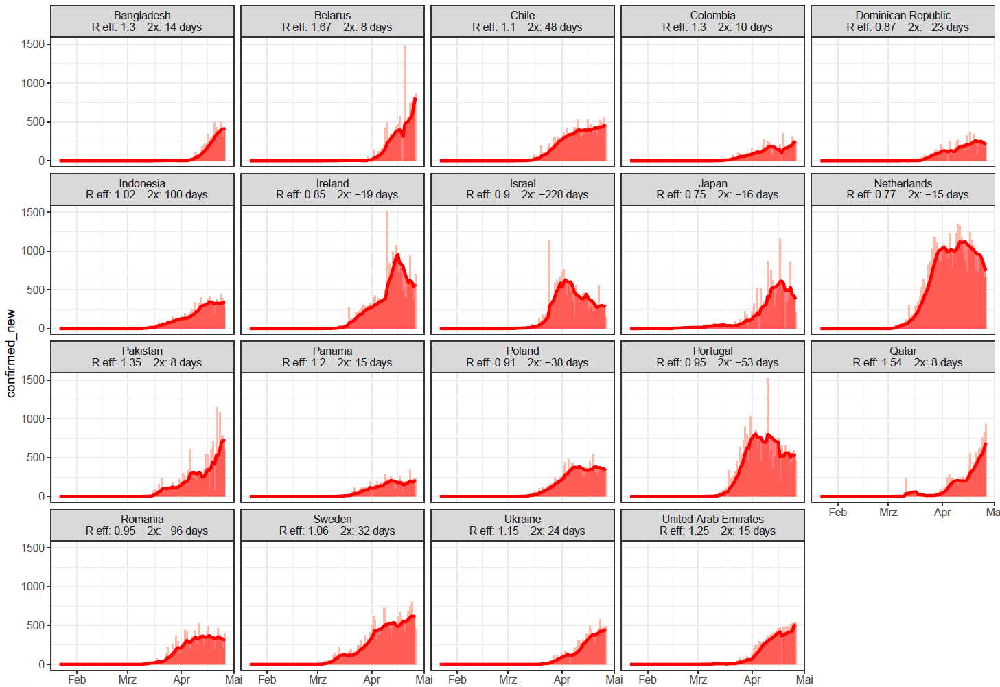 Bangladesh
R eff: 1.3 2x: 14 days
Belarus
R eff: 1.67 2x: 8 days
Chile
R eff: 1.1 2x: 48 days
Colombia
R eff: 1.3 2x: 10 days
Dominican Republic
R eff: 0.87 2x: −23 days
1500
1000
500
0
Indonesia
R eff: 1.02 2x: 100 days
Ireland
R eff: 0.85 2x: −19 days
Israel
R eff: 0.9 2x: −228 days
Japan
R eff: 0.75 2x: −16 days
Netherlands
R eff: 0.77 2x: −15 days
1500
1000
500
0
confirmed_new
Pakistan
R eff: 1.35 2x: 8 days
Panama
R eff: 1.2 2x: 15 days
Poland
R eff: 0.91 2x: −38 days
Portugal
R eff: 0.95 2x: −53 days
Qatar
R eff: 1.54 2x: 8 days
1500
1000
500
0
Feb Mrz Apr Ma
Romania
R eff: 0.95 2x: −96 days
Sweden
R eff: 1.06 2x: 32 days
Ukraine
R eff: 1.15 2x: 24 days
United Arab Emirates
R eff: 1.25 2x: 15 days
1500
1000
500
0
Feb Mrz Apr Mai
Feb Mrz Apr Mai
Feb Mrz Apr Mai
Feb Mrz Apr Mai